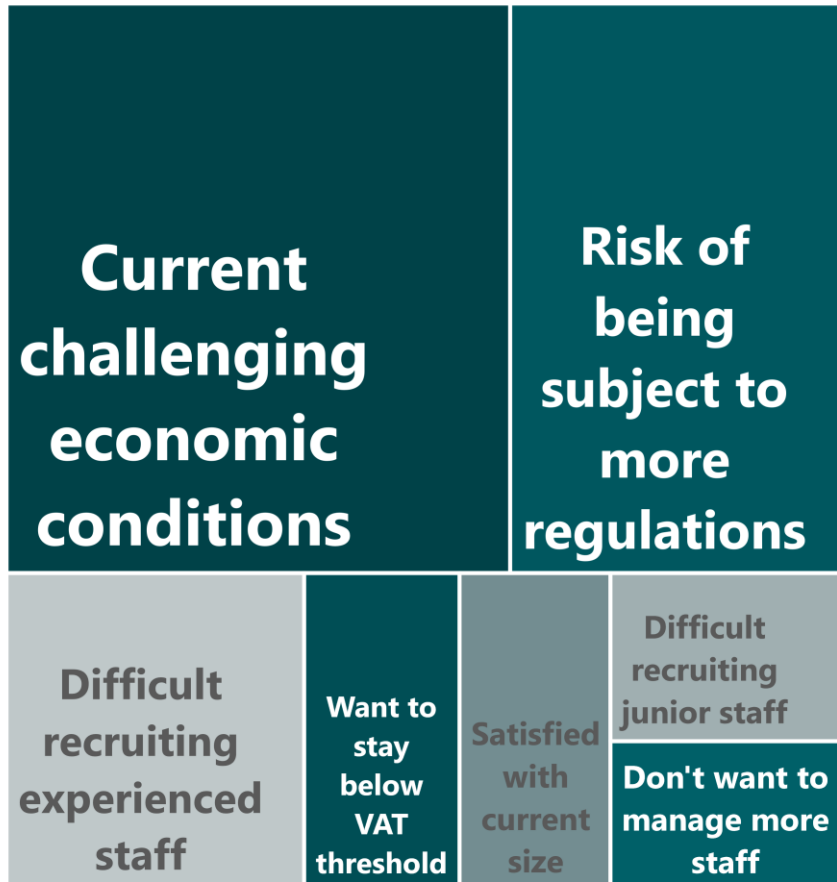 Current
challenging
economic
conditions
Risk of
being
subject to
more
regulations
Difficult
recruiting
experienced
staff
Want to
stay
below
VAT
threshold
Satisfied
with
current
size
Difficult
recruiting
junior staff
Don't want to
manage more
staff